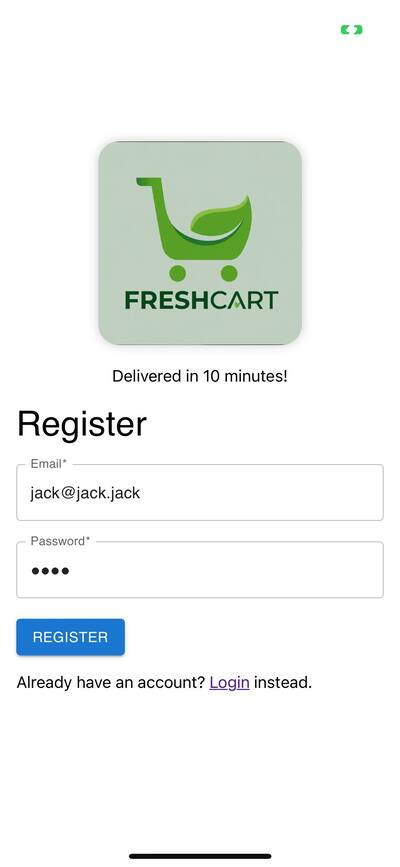 FRESHCART
Delivered in 10 minutes!
Register
Email*
jack@jack.jack
Password*
••••
REGISTER
Already have an account? Login instead.